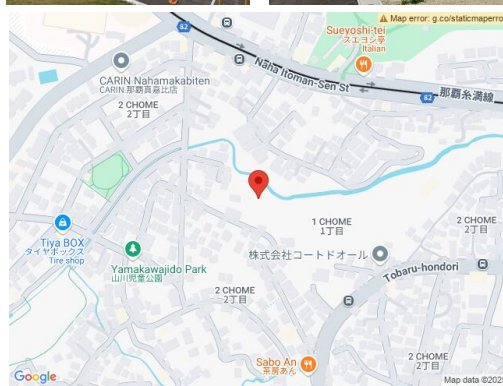 Map error: g.co/staticmaperro
Sueyoshi-tei
スエヨシ亭
Italian
82
CARIN Nahamakabiten
CARIN.那覇真嘉比店
Naha Itoman-Sen St
那覇糸満線
82
2 CHOME
2丁目
1 CHOME
1丁目
2 CHOME
2丁目
Tiya BOX
タイヤボックス
Tire shop
Yamakawajido Park
山川児童公園
株式会社コートドオール
Tobaru-hondori
2 CHOME
2丁目
2 CHOME
2丁目
Sabo An
茶房あん
Google
Map data ©202